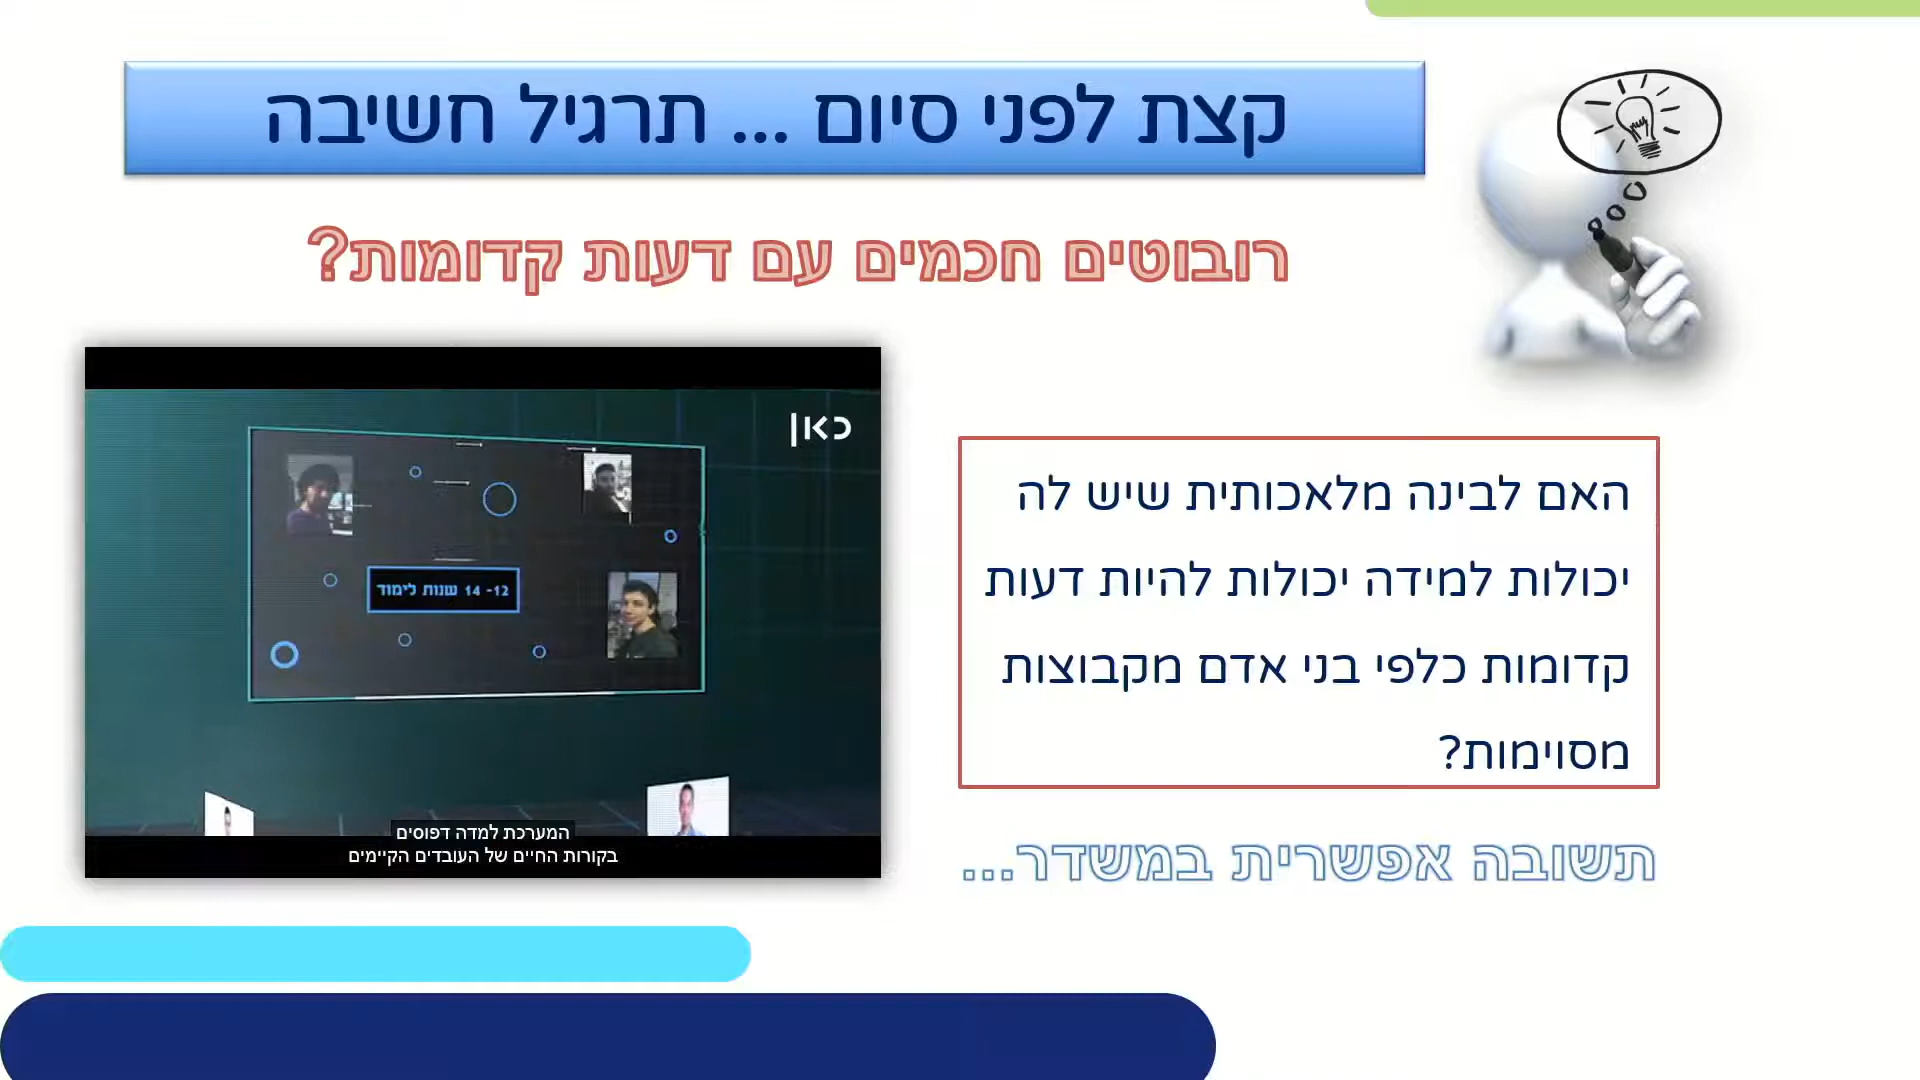 קצת לפני סיום ... תרגיל חשיבה
רובוטים חכמים עם דעות קדומות?
האם לבינה מלאכותית שיש לה
יכולות למידה יכולות להיות דעות
קדומות כלפי בני אדם מקבוצות
מסוימות?
תשובה אפשרית במשדר...
כאן
12- 14 שנות לימוד
המערכת למדה דפוסים
בקורות החיים של העובדים הקיימים